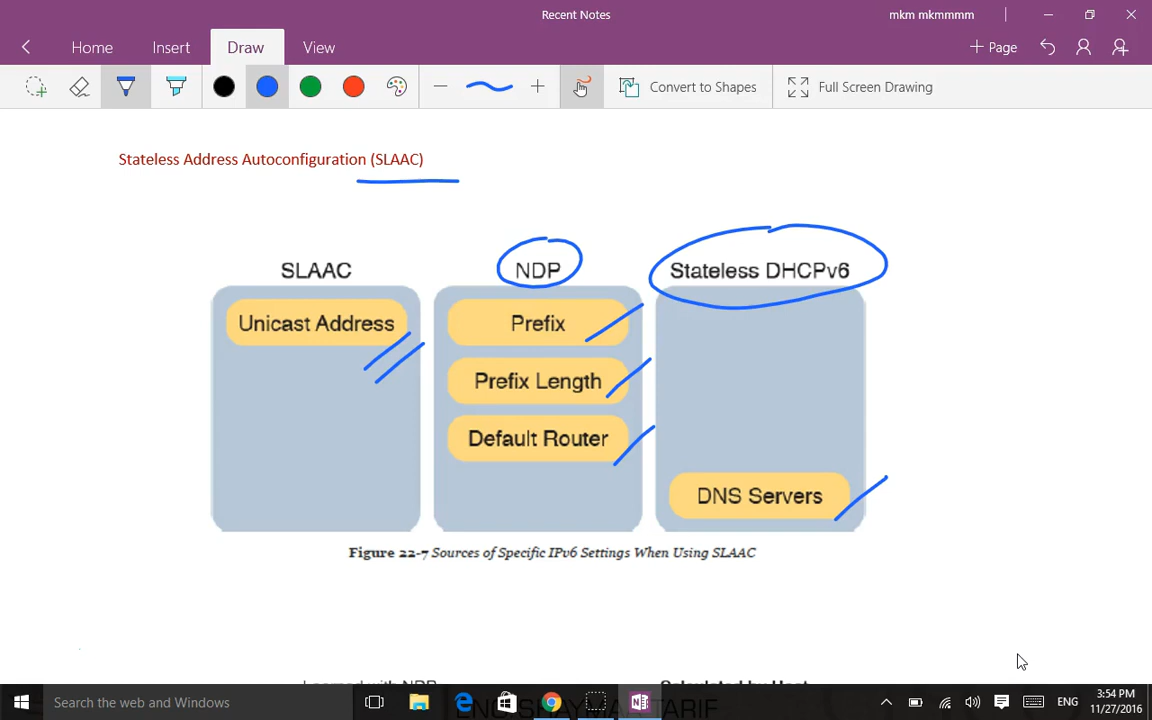 Recent Notes
mkm mkmmmm
Home Insert Draw View
Page
Convert to Shapes
Full Screen Drawing
Stateless Address Autoconfiguration (SLAAC)
SLAAC NDP Stateless DHCPv6
Unicast Address Prefix
Prefix Length
Default Router
DNS Servers
Figure 22-7 Sources of Specific IPv6 Settings When Using SLAAC
Search the web and Windows
ENG
3:54 PM
11/27/2016